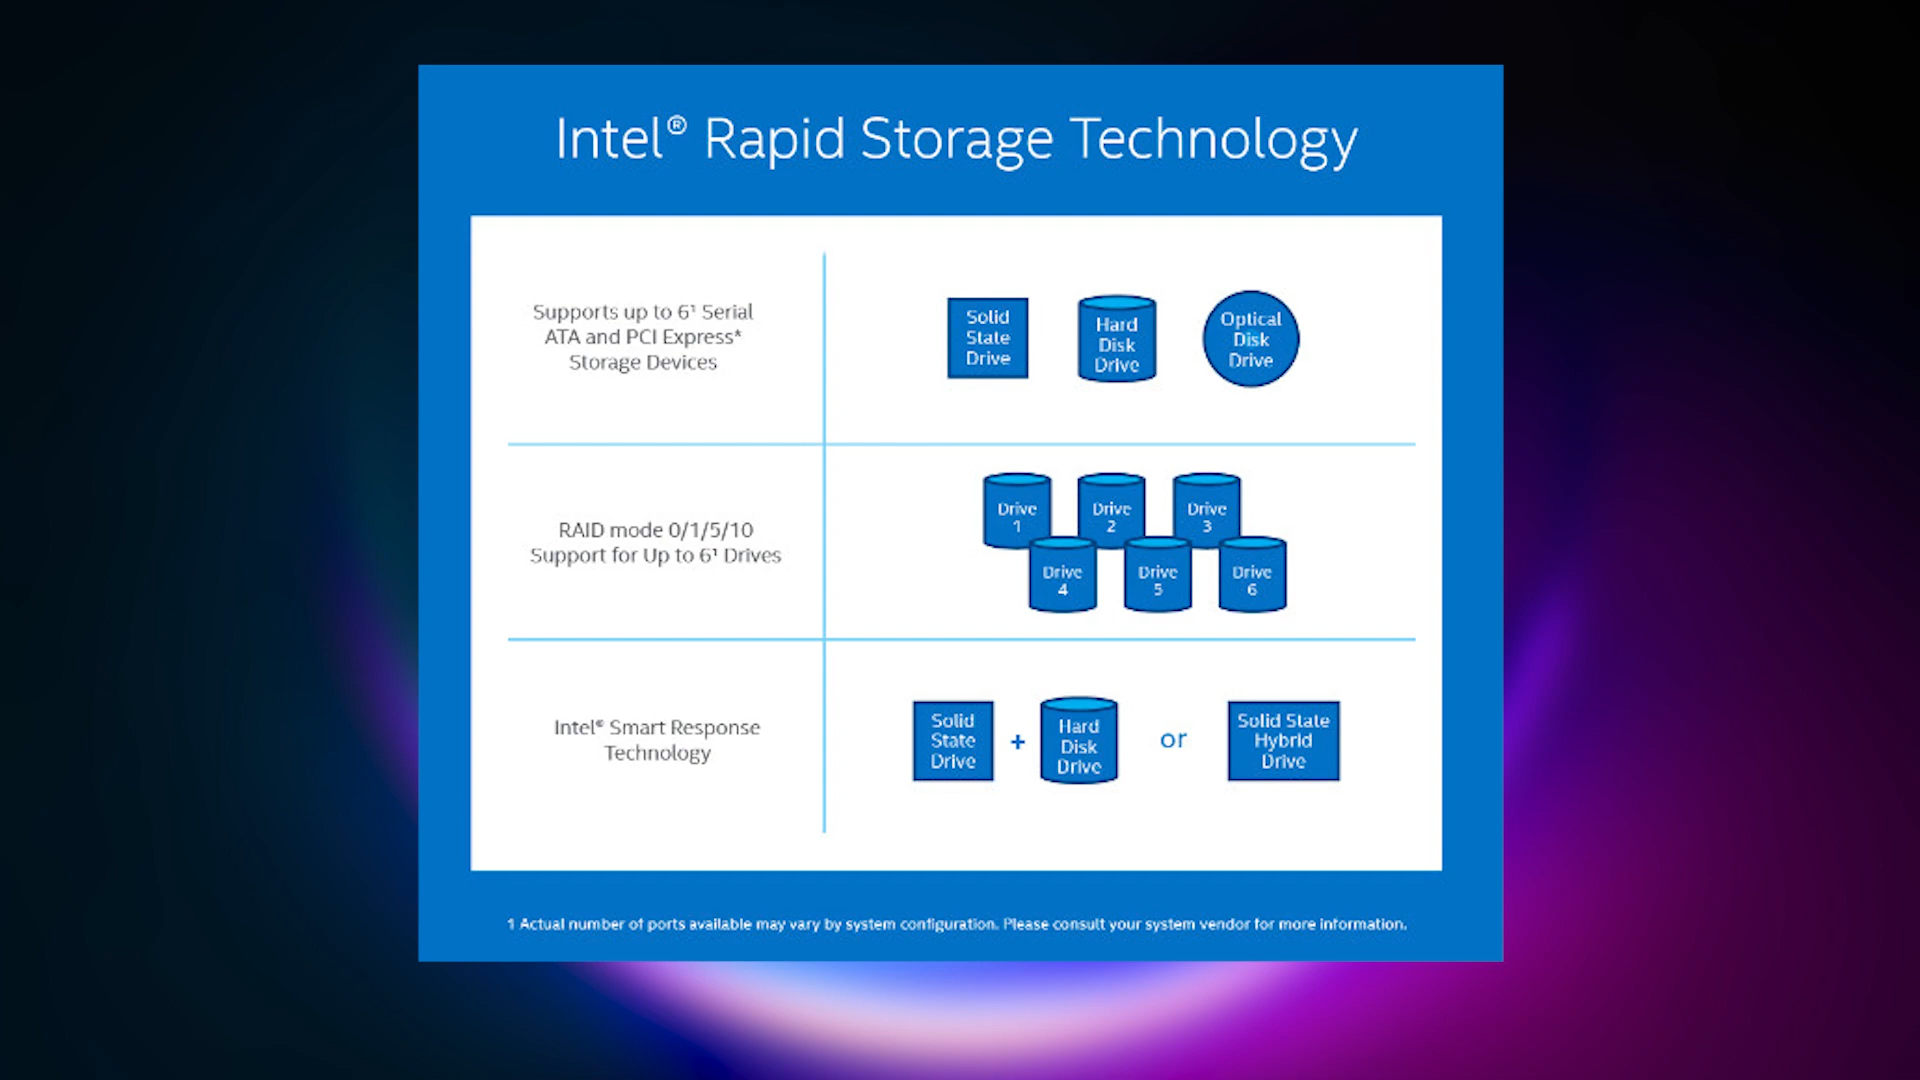 Intel® Rapid Storage Technology
Supports up to 6¹ Serial
ATA and PCI Express*
Storage Devices
Solid
State
Drive
Hard
Disk
Drive
Optical
Disk
Drive
RAID mode 0/1/5/10
Support for Up to 6¹ Drives
Drive
1
Drive
2
Drive
3
Drive
4
Drive
5
Drive
6
Intel® Smart Response
Technology
Solid
State
Drive
+
Hard
Disk
Drive
or
Solid State
Hybrid
Drive
1 Actual number of ports available may vary by system configuration. Please consult your system vendor for more information.